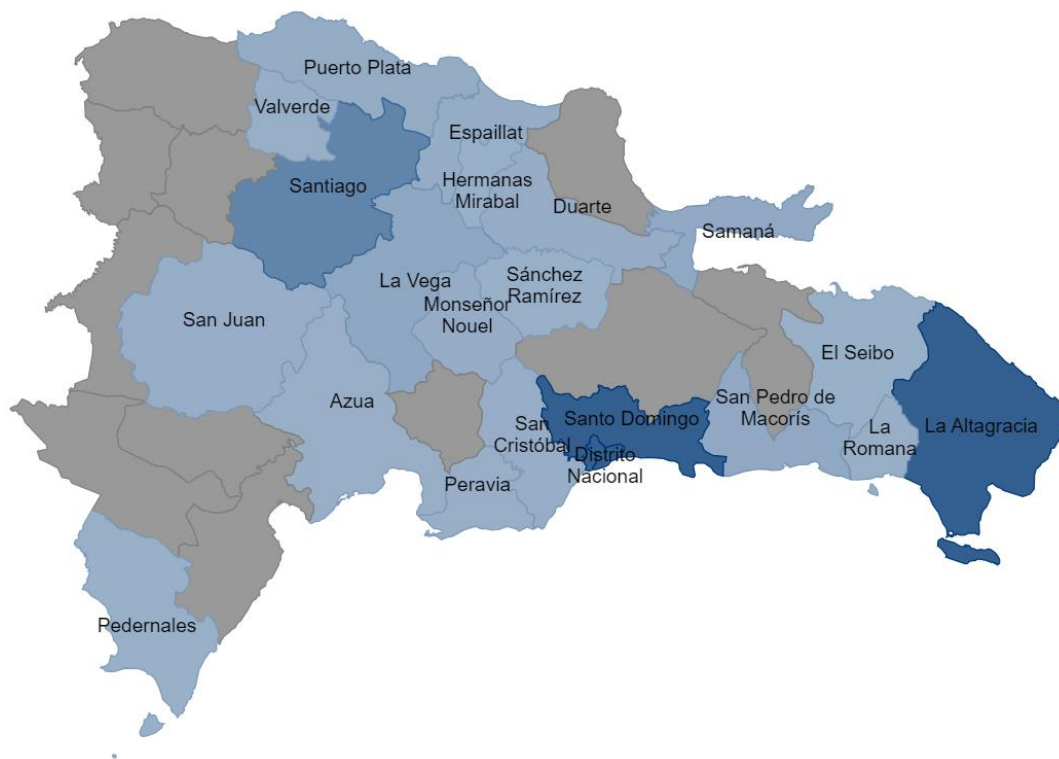 Puerto Plata
Valverde
Espaillat
Santiago
Hermanas
Mirabal
Duarte
Samaná
La Vega
Sánchez
Ramírez
San Juan
Monseñor
Nouel
El Seibo
Azua
San Pedro de
Macorís
Santo Domingo
La
Romana
La Altagracia
San
Cristóbal
Distrito
Nacional
Peravia
Pedernales